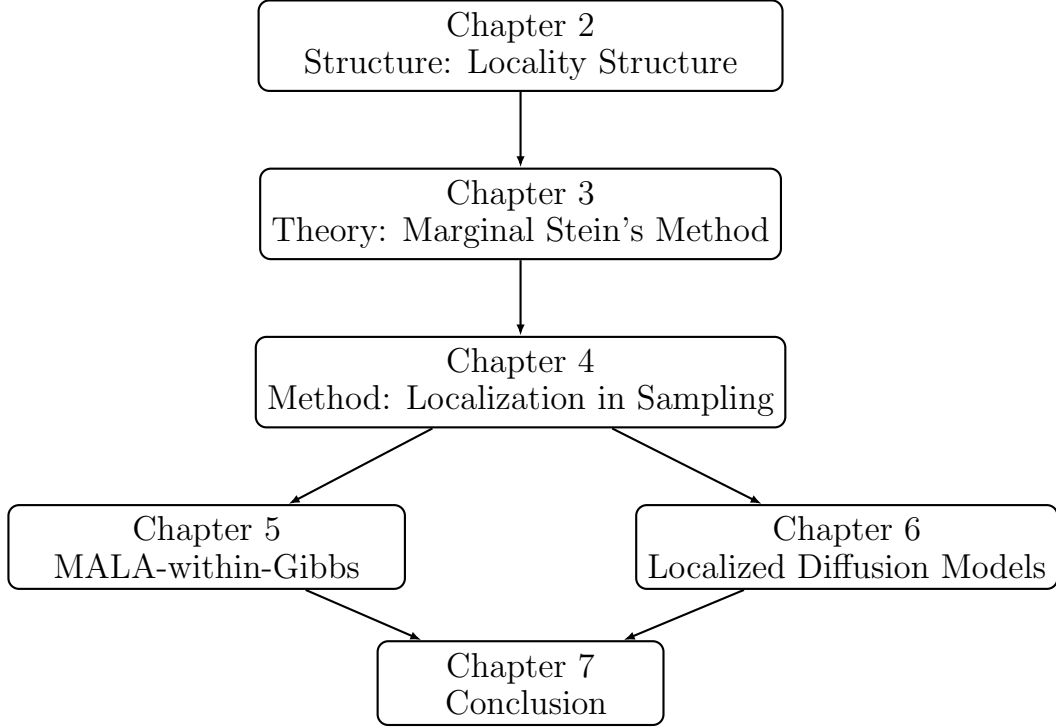 Chapter 2
Structure: Locality Structure
Chapter 3
Theory: Marginal Stein's Method
Chapter 4
Method: Localization in Sampling
Chapter 5
MALA-within-Gibbs
Chapter 6
Localized Diffusion Models
Chapter 7
Conclusion